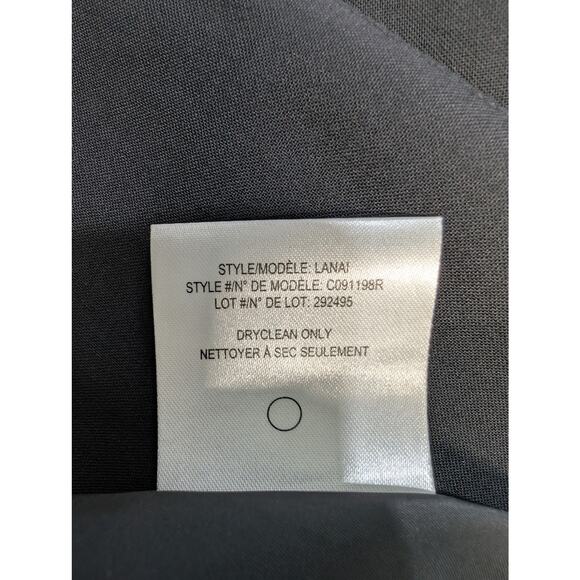 STYLE/MODÈLE: LANAI
STYLE #/N° DE MODÈLE: C091198R
LOT #/N° DE LOT: 292495
DRYCLEAN ONLY
NETTOYER À SEC SEULEMENT